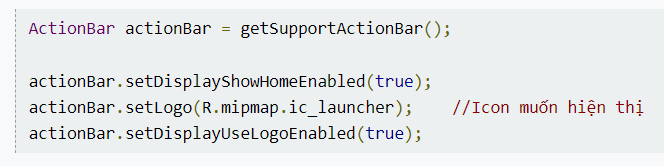 ActionBar actionBar = getSupportActionBar();
actionBar.setDisplayShowHomeEnabled(true);
actionBar.setLogo(R.mipmap.ic_launcher);    //Icon muốn hiện thị
actionBar.setDisplayUseLogoEnabled(true);